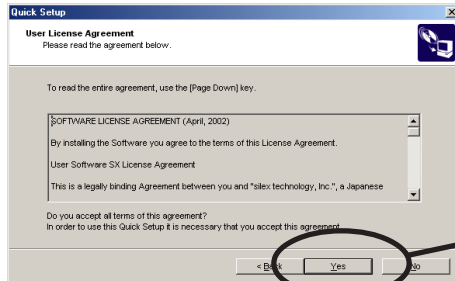 Quick Setup
User License Agreement
Please read the agreement below.
To read the entire agreement, use the [Page Down] key.
SOFTWARE LICENSE AGREEMENT (April, 2002)
By installing the Software you agree to the terms of this License Agreement.
User Software SX License Agreement
This is a legally binding Agreement between you and "silex technology, Inc.", a Japanese
Do you accept all terms of this agreement?
In order to use this Quick Setup it is necessary that you accept this agreement.
< Back Yes No